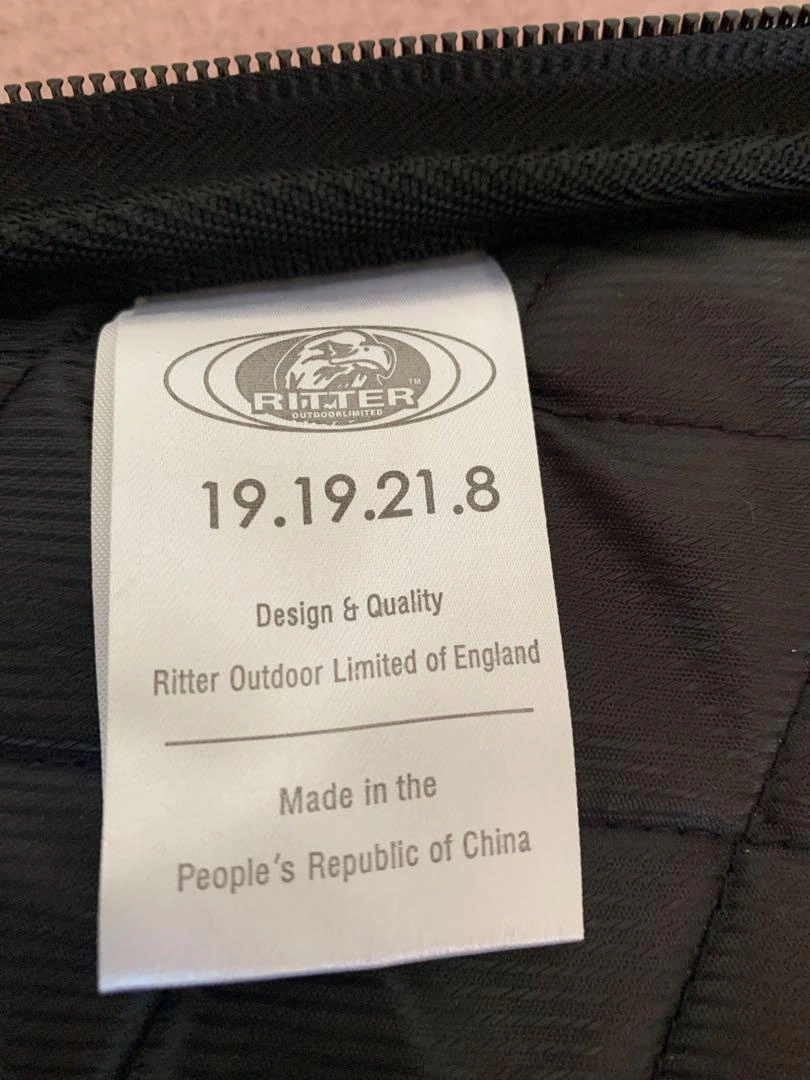 RITTER™
OUTDOORLIMITED
19.19.21.8
Design & Quality
Ritter Outdoor Limited of England
Made in the
People's Republic of China